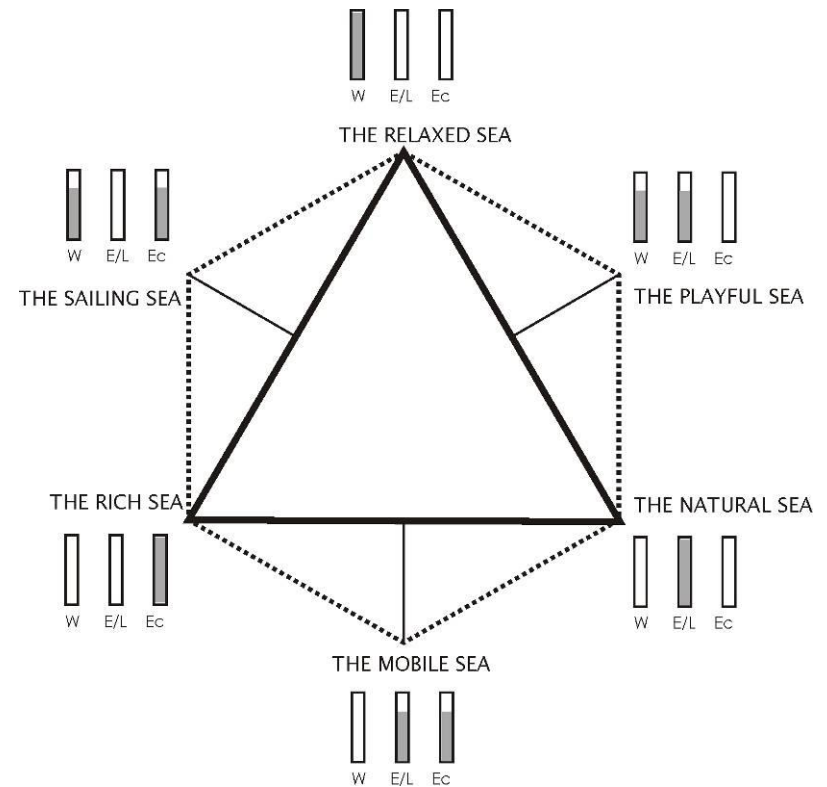 W E/L Ec
THE RELAXED SEA
W E/L Ec
THE SAILING SEA
W E/L Ec
THE PLAYFUL SEA
THE RICH SEA
W E/L Ec
THE NATURAL SEA
W E/L Ec
THE MOBILE SEA
W E/L Ec